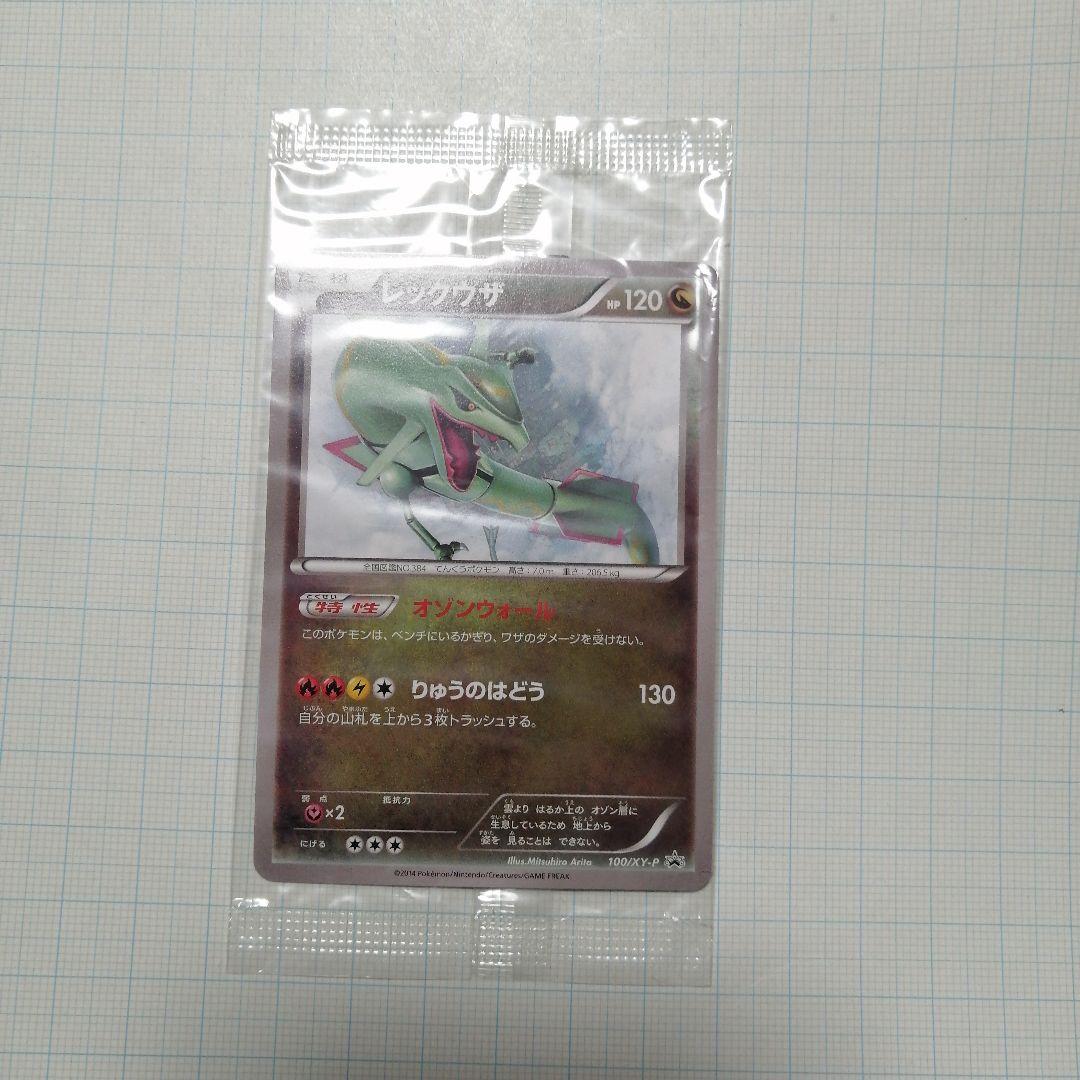 レックウザ HP 120
全国図鑑NO.384 てんくうポケモン 高さ：7.0m 重さ：206.5kg
とくせい
特性 オゾンウォール
このポケモンは、ベンチにいるかぎり、ワザのダメージを受けない。
りゅうのはどう 130
自分の山札を上から3枚トラッシュする。
弱点 抵抗力
×2
にげる
雲より はるか上の オゾン層に
生息しているため 地上から
姿を 見ることは できない。
Illus.Mitsuhiro Arita 100/XY-P
©2014 Pokémon/Nintendo/Creatures/GAME FREAK